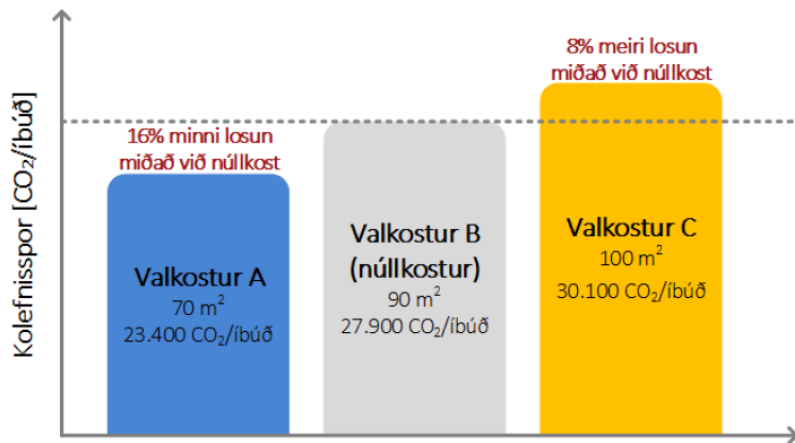 Kolefnisspor [CO₂/íbúð]
16% minni losun
miðað við núllkost
Valkostur A
70 m²
23.400 CO₂/íbúð
Valkostur B
(núllkostur)
90 m²
27.900 CO₂/íbúð
8% meiri losun
miðað við núllkost
Valkostur C
100 m²
30.100 CO₂/íbúð